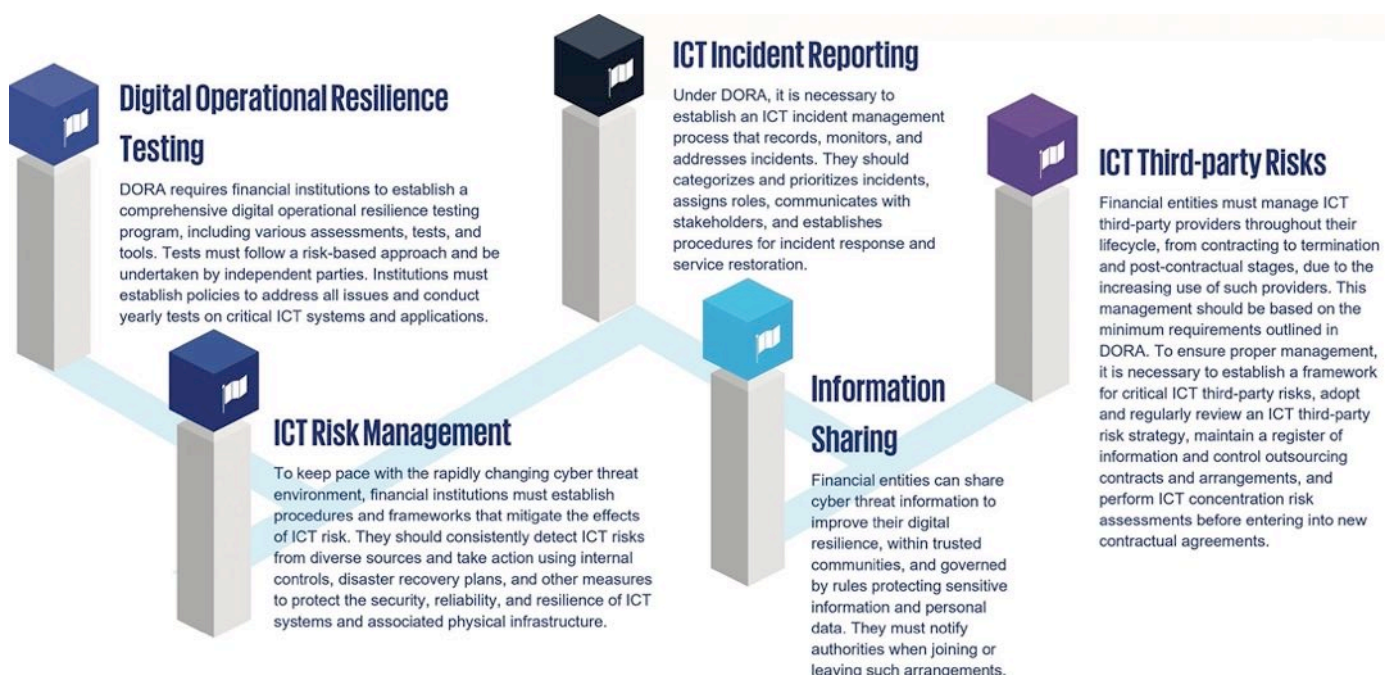 Digital Operational Resilience
Testing
DORA requires financial institutions to establish a
comprehensive digital operational resilience testing
program, including various assessments, tests, and
tools. Tests must follow a risk-based approach and be
undertaken by independent parties. Institutions must
establish policies to address all issues and conduct
yearly tests on critical ICT systems and applications.
ICT Risk Management
To keep pace with the rapidly changing cyber threat
environment, financial institutions must establish
procedures and frameworks that mitigate the effects
of ICT risk. They should consistently detect ICT risks
from diverse sources and take action using internal
controls, disaster recovery plans, and other measures
to protect the security, reliability, and resilience of ICT
systems and associated physical infrastructure.
ICT Incident Reporting
Under DORA, it is necessary to
establish an ICT incident management
process that records, monitors, and
addresses incidents. They should
categorizes and prioritizes incidents,
assigns roles, communicates with
stakeholders, and establishes
procedures for incident response and
service restoration.
Information
Sharing
Financial entities can share
cyber threat information to
improve their digital
resilience, within trusted
communities, and governed
by rules protecting sensitive
information and personal
data. They must notify
authorities when joining or
leaving such arrangements.
ICT Third-party Risks
Financial entities must manage ICT
third-party providers throughout their
lifecycle, from contracting to termination
and post-contractual stages, due to the
increasing use of such providers. This
management should be based on the
minimum requirements outlined in
DORA. To ensure proper management,
it is necessary to establish a framework
for critical ICT third-party risks, adopt
and regularly review an ICT third-party
risk strategy, maintain a register of
information and control outsourcing
contracts and arrangements, and
perform ICT concentration risk
assessments before entering into new
contractual agreements.